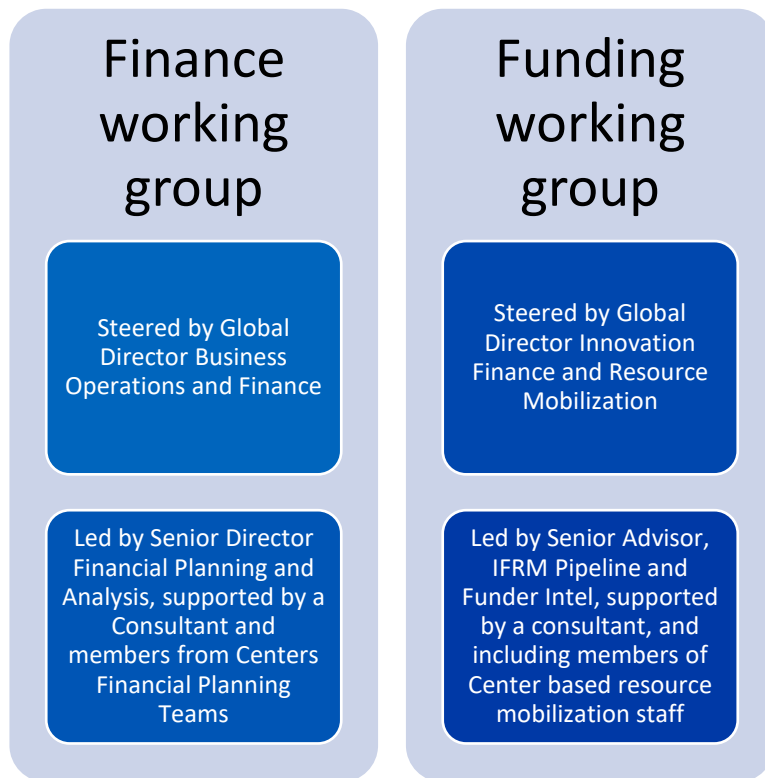 Finance
working
group
Steered by Global
Director Business
Operations and Finance
Led by Senior Director
Financial Planning and
Analysis, supported by a
Consultant and
members from Centers
Financial Planning
Teams
Funding
working
group
Steered by Global
Director Innovation
Finance and Resource
Mobilization
Led by Senior Advisor,
IFRM Pipeline and
Funder Intel, supported
by a consultant, and
including members of
Center based resource
mobilization staff